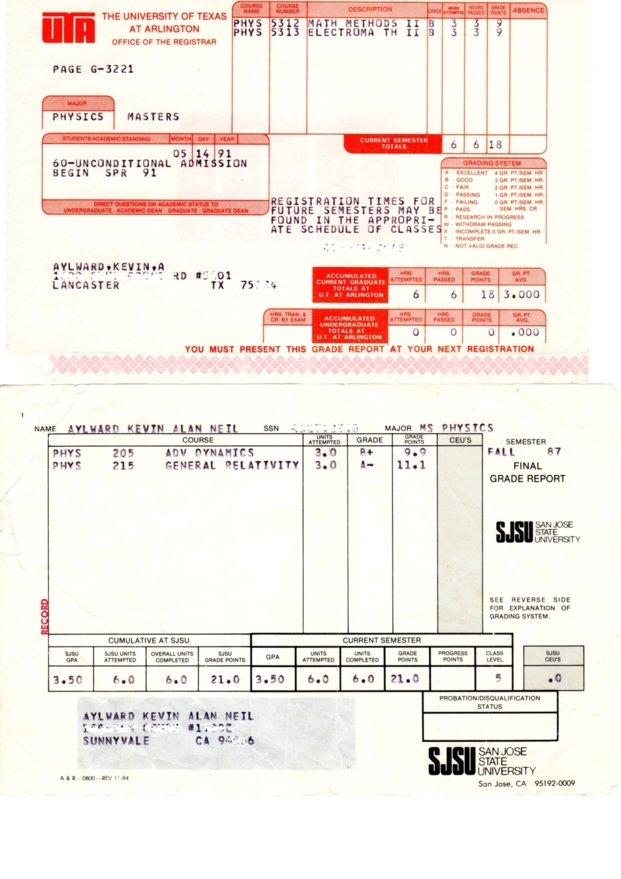 UTA
THE UNIVERSITY OF TEXAS
AT ARLINGTON
OFFICE OF THE REGISTRAR
COURSE NAME COURSE NUMBER DESCRIPTION GRADE HOURS ATTEMPTED HOURS PASSED GRADE POINTS ABSENCE
PHYS 5312 MATH METHODS II B 3 3 9
PHYS 5313 ELECTROMA TH II B 3 3 9
PAGE G-3221
MAJOR
PHYSICS MASTERS
STUDENTS ACADEMIC STANDING MONTH DAY YEAR
05 14 91
60-UNCONDITIONAL ADMISSION
BEGIN SPR 91
DIRECT QUESTIONS ON ACADEMIC STATUS TO
UNDERGRADUATE - ACADEMIC DEAN - GRADUATE - GRADUATE DEAN
CURRENT SEMESTER TOTALS 6 6 18
GRADING SYSTEM
A - EXCELLENT 4 GR. PT./SEM. HR.
B - GOOD 3 GR. PT./SEM. HR.
C - FAIR 2 GR. PT./SEM. HR.
D - PASSING 1 GR. PT./SEM. HR.
F - FAILING 0 GR. PT./SEM. HR.
P - PASS SEM. HRS. CR.
R - RESEARCH IN PROGRESS
W - WITHDRAW PASSING
X - INCOMPLETE 0 GR. PT./SEM. HR.
T - TRANSFER
N - NOT VALID GRADE REC.
REGISTRATION TIMES FOR
FUTURE SEMESTERS MAY BE
FOUND IN THE APPROPRI-
ATE SCHEDULE OF CLASSES
AYLWARD,KEVIN,A
RD
LANCASTER TX
ACCUMULATED CURRENT GRADUATE TOTALS AT U.T. AT ARLINGTON HRS. ATTEMPTED HRS. PASSED GRADE POINTS GR. PT. AVG.
6 6 18 3.000
HRS. TRAN. & CR. BY EXAM ACCUMULATED UNDERGRADUATE TOTALS AT U.T. AT ARLINGTON HRS. ATTEMPTED HRS. PASSED GRADE POINTS GR. PT. AVG.
0 0 0 .000
YOU MUST PRESENT THIS GRADE REPORT AT YOUR NEXT REGISTRATION
NAME AYLWARD KEVIN ALAN NEIL SSN MAJOR MS PHYSICS
COURSE UNITS ATTEMPTED GRADE GRADE POINTS CEU'S SEMESTER
PHYS 205 ADV DYNAMICS 3.0 B+ 9.9 FALL 87
PHYS 215 GENERAL RELATIVITY 3.0 A- 11.1
FINAL
GRADE REPORT
SJSU SAN JOSE STATE UNIVERSITY
SEE REVERSE SIDE
FOR EXPLANATION OF
GRADING SYSTEM.
RECORD
CUMULATIVE AT SJSU CURRENT SEMESTER
SJSU GPA SJSU UNITS ATTEMPTED OVERALL UNITS COMPLETED SJSU GRADE POINTS GPA UNITS ATTEMPTED UNITS COMPLETED GRADE POINTS PROGRESS POINTS CLASS LEVEL SJSU CEU'S
3.50 6.0 6.0 21.0 3.50 6.0 6.0 21.0 5 .0
PROBATION/DISQUALIFICATION
STATUS
AYLWARD KEVIN ALAN NEIL
SUNNYVALE CA
SJSU SAN JOSE STATE UNIVERSITY
San Jose, CA 95192-0009
A & R - 0800 - REV 11-84